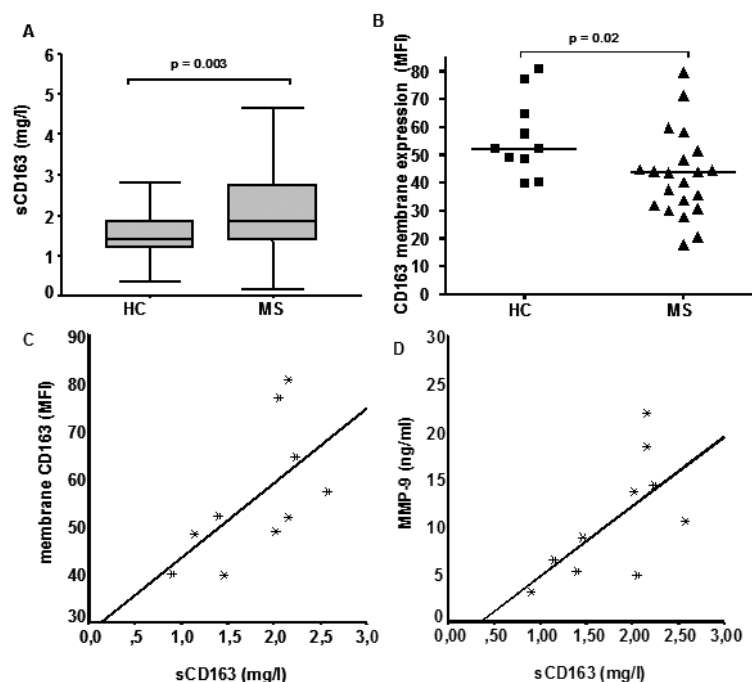 A
p = 0.003
sCD163 (mg/l)
6
5
4
3
2
1
0
HC MS
B
p = 0.02
CD163 membrane expression (MFI)
80
70
60
50
40
30
20
10
0
HC MS
C
membrane CD163 (MFI)
90
80
70
60
50
40
30
0,0 ,5 1,0 1,5 2,0 2,5 3,0
sCD163 (mg/l)
D
MMP-9 (ng/ml)
30
25
20
15
10
5
0
0,00 ,50 1,00 1,50 2,00 2,50 3,00
sCD163 (mg/l)